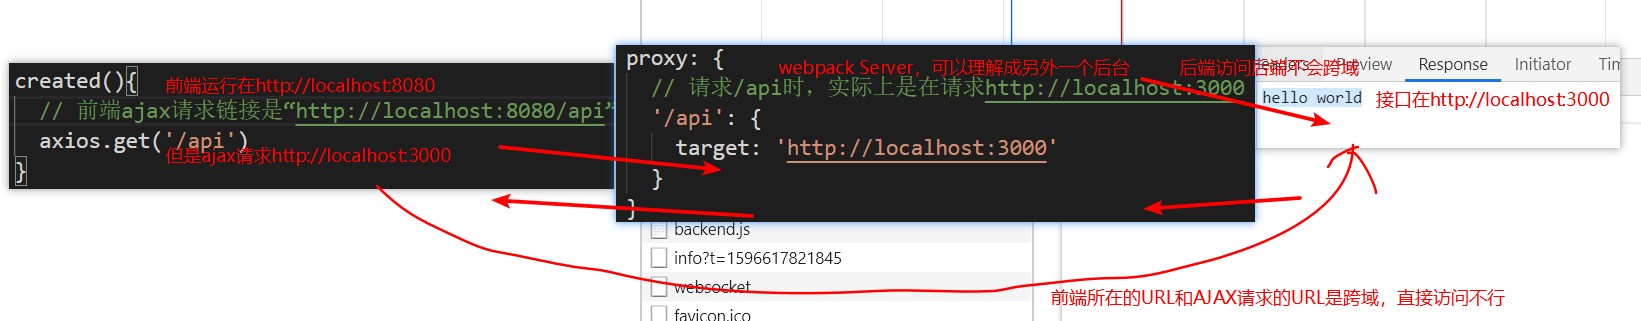 created(){
前端运行在http://localhost:8080
// 前端ajax请求链接是“http://localhost:8080/api”
axios.get('/api')
但是ajax请求http://localhost:3000
}
proxy: {
webpack Server，可以理解成另外一个后台
// 请求/api时，实际上是在请求http://localhost:3000
'/api': {
target: 'http://localhost:3000'
}
}
后端访问后端不会跨域
Preview
Response
Initiator
hello world
接口在http://localhost:3000
backend.js
info?t=1596617821845
websocket
favicon.ico
前端所在的URL和AJAX请求的URL是跨域，直接访问不行